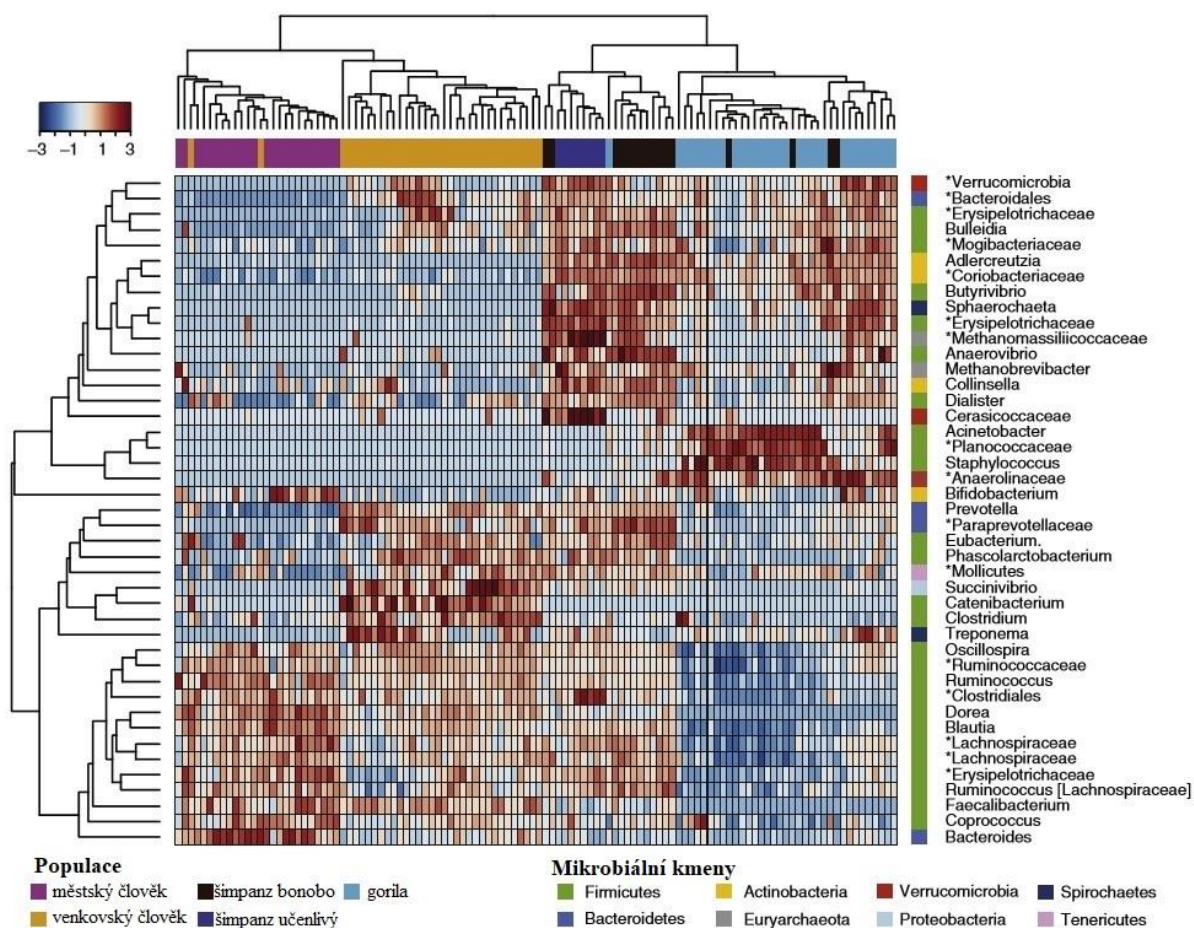 −3 −1 1 3
*Verrucomicrobia
*Bacteroidales
*Erysipelotrichaceae
Bulleidia
*Mogibacteriaceae
Adlercreutzia
*Coriobacteriaceae
Butyrivibrio
Sphaerochaeta
*Erysipelotrichaceae
*Methanomassiliicoccaceae
Anaerovibrio
Methanobrevibacter
Collinsella
Dialister
Cerasicoccaceae
Acinetobacter
*Planococcaceae
Staphylococcus
*Anaerolinaceae
Bifidobacterium
Prevotella
*Paraprevotellaceae
Eubacterium.
Phascolarctobacterium
*Mollicutes
Succinivibrio
Catenibacterium
Clostridium
Treponema
Oscillospira
*Ruminococcaceae
Ruminococcus
*Clostridiales
Dorea
Blautia
*Lachnospiraceae
*Lachnospiraceae
*Erysipelotrichaceae
Ruminococcus [Lachnospiraceae]
Faecalibacterium
Coprococcus
Bacteroides
Populace
městský člověk šimpanz bonobo gorila
venkovský člověk šimpanz učenlivý
Mikrobiální kmeny
Firmicutes Actinobacteria Verrucomicrobia Spirochaetes
Bacteroidetes Euryarchaeota Proteobacteria Tenericutes